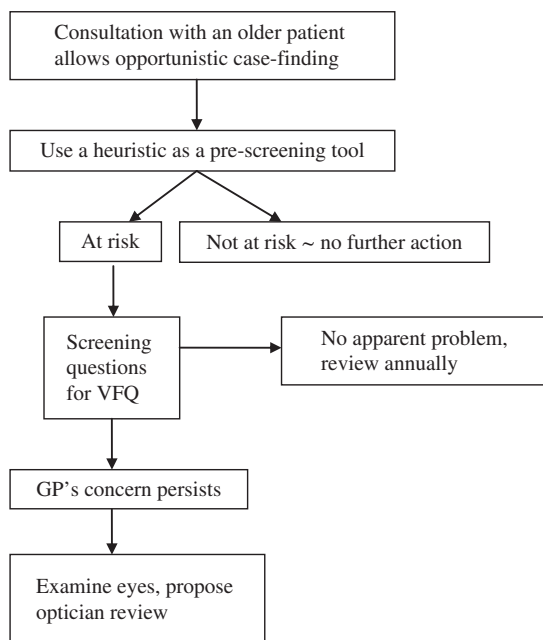 Consultation with an older patient
allows opportunistic case-finding
Use a heuristic as a pre-screening tool
At risk
Not at risk ~ no further action
Screening
questions
for VFQ
No apparent problem,
review annually
GP’s concern persists
Examine eyes, propose
optician review